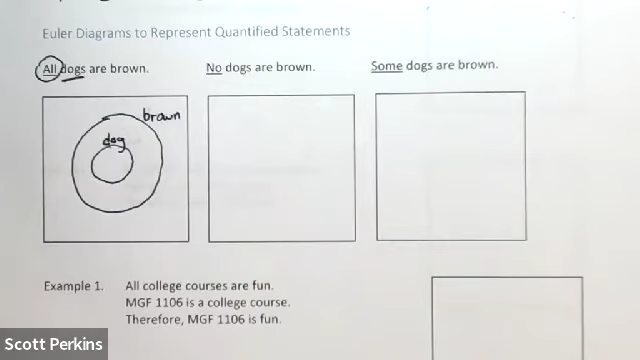 Euler Diagrams to Represent Quantified Statements
All dogs are brown.
No dogs are brown.
Some dogs are brown.
brown
dog
Example 1. All college courses are fun.
MGF 1106 is a college course.
Therefore, MGF 1106 is fun.
Scott Perkins